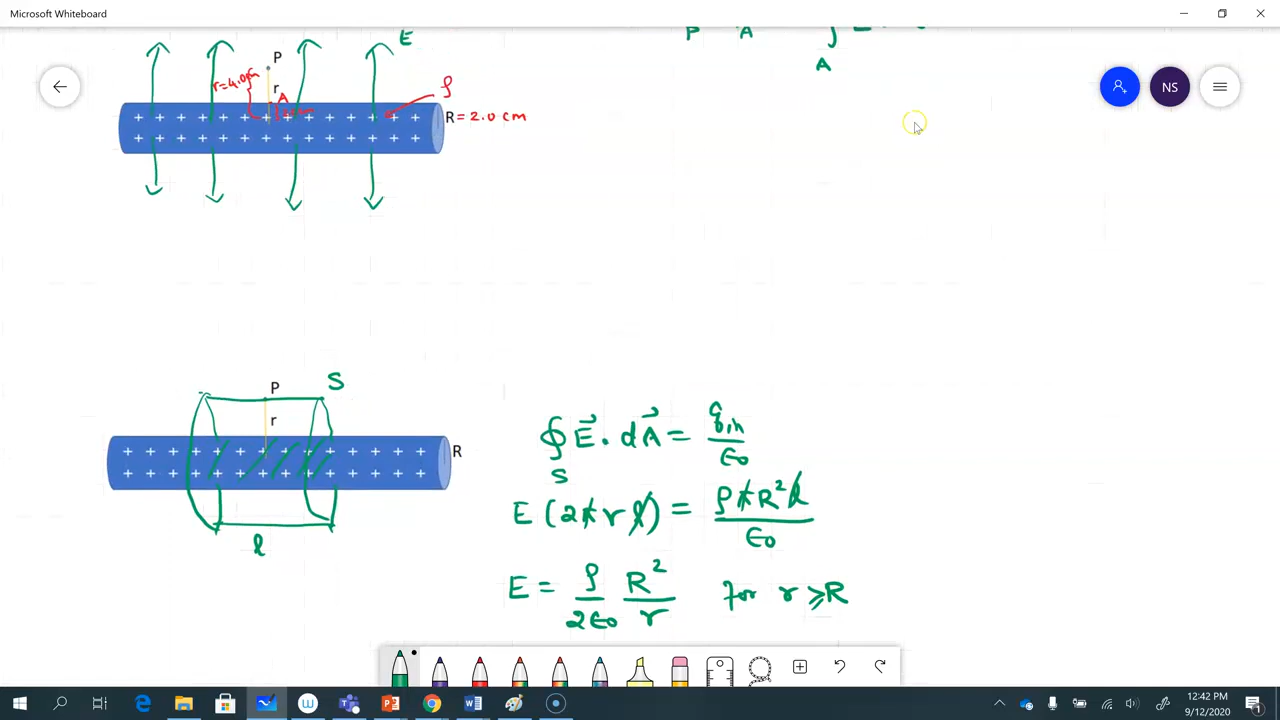 Microsoft Whiteboard
P A
A
E
P
r=4.0cm
r
A
ρ
R = 2.0 cm
NS
P S
r
R
l
∮ E⃗ . dA⃗ = qin/ϵ0
S
E (2πrl) = ρπR²l/ϵ0
E = ρ/2ϵ0 R²/r for r ⩾ R
12:42 PM
9/12/2020